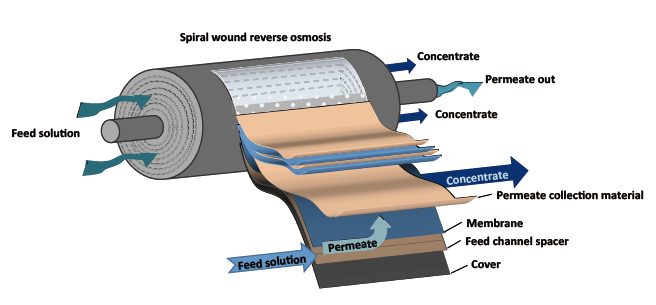 Spiral wound reverse osmosis
Concentrate
Permeate out
Concentrate
Feed solution
Concentrate
Permeate collection material
Membrane
Permeate
Feed channel spacer
Feed solution
Cover